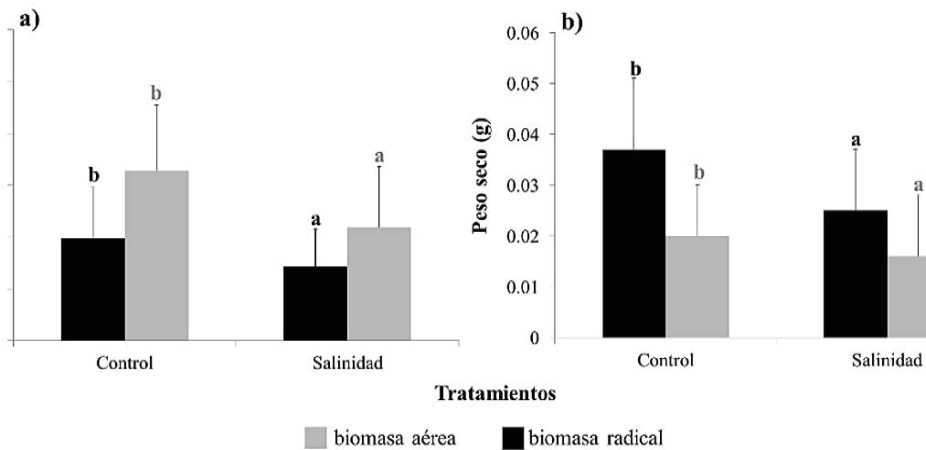 a)
b
b
a
a
Control
Salinidad
b)
Peso seco (g)
0.06
0.05
0.04
0.03
0.02
0.01
0
b
b
a
a
Control
Salinidad
Tratamientos
biomasa aérea
biomasa radical